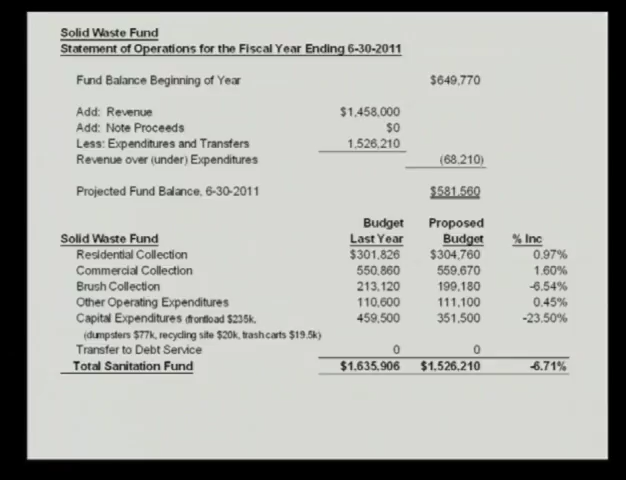 Solid Waste Fund
Statement of Operations for the Fiscal Year Ending 6-30-2011
Fund Balance Beginning of Year $649,770
Add: Revenue $1,458,000
Add: Note Proceeds $0
Less: Expenditures and Transfers 1,526,210
Revenue over (under) Expenditures (68,210)
Projected Fund Balance, 6-30-2011 $581,560
Budget Proposed
Solid Waste Fund Last Year Budget % Inc
Residential Collection $301,826 $304,760 0.97%
Commercial Collection 550,860 559,670 1.60%
Brush Collection 213,120 199,180 -6.54%
Other Operating Expenditures 110,600 111,100 0.45%
Capital Expenditures (frontload $235k, 459,500 351,500 -23.50%
(dumpsters $77k, recycling site $20k, trash carts $19.5k)
Transfer to Debt Service 0 0
Total Sanitation Fund $1,635,906 $1,526,210 -6.71%